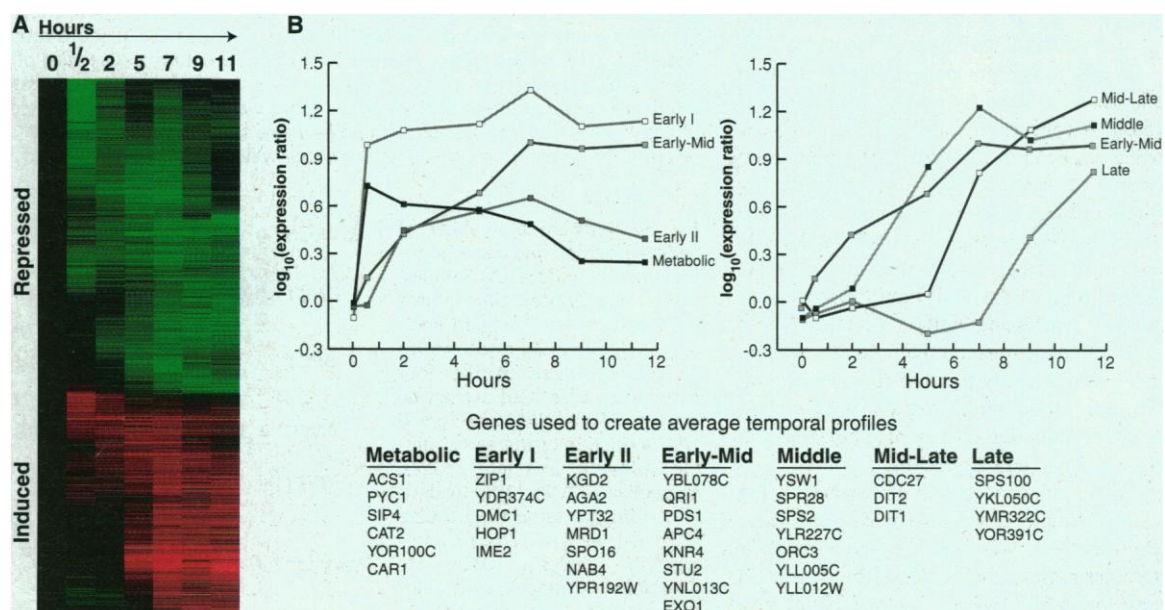 A
Hours
0 1/2 2 5 7 9 11
Repressed
Induced
B
log10(expression ratio)
1.5
1.2
0.9
0.6
0.3
0.0
-0.3
0 2 4 6 8 10 12
Hours
Early I
Early-Mid
Early II
Metabolic
log10(expression ratio)
1.5
1.2
0.9
0.6
0.3
0.0
-0.3
0 2 4 6 8 10 12
Hours
Mid-Late
Middle
Early-Mid
Late
Genes used to create average temporal profiles
Metabolic Early I Early II Early-Mid Middle Mid-Late Late
ACS1 ZIP1 KGD2 YBL078C YSW1 CDC27 SPS100
PYC1 YDR374C AGA2 QRI1 SPR28 DIT2 YKL050C
SIP4 DMC1 YPT32 PDS1 SPS2 DIT1 YMR322C
CAT2 HOP1 MRD1 APC4 YLR227C YOR391C
YOR100C IME2 SPO16 KNR4 ORC3
CAR1 NAB4 STU2 YLL005C
YPR192W YNL013C YLL012W
EXO1